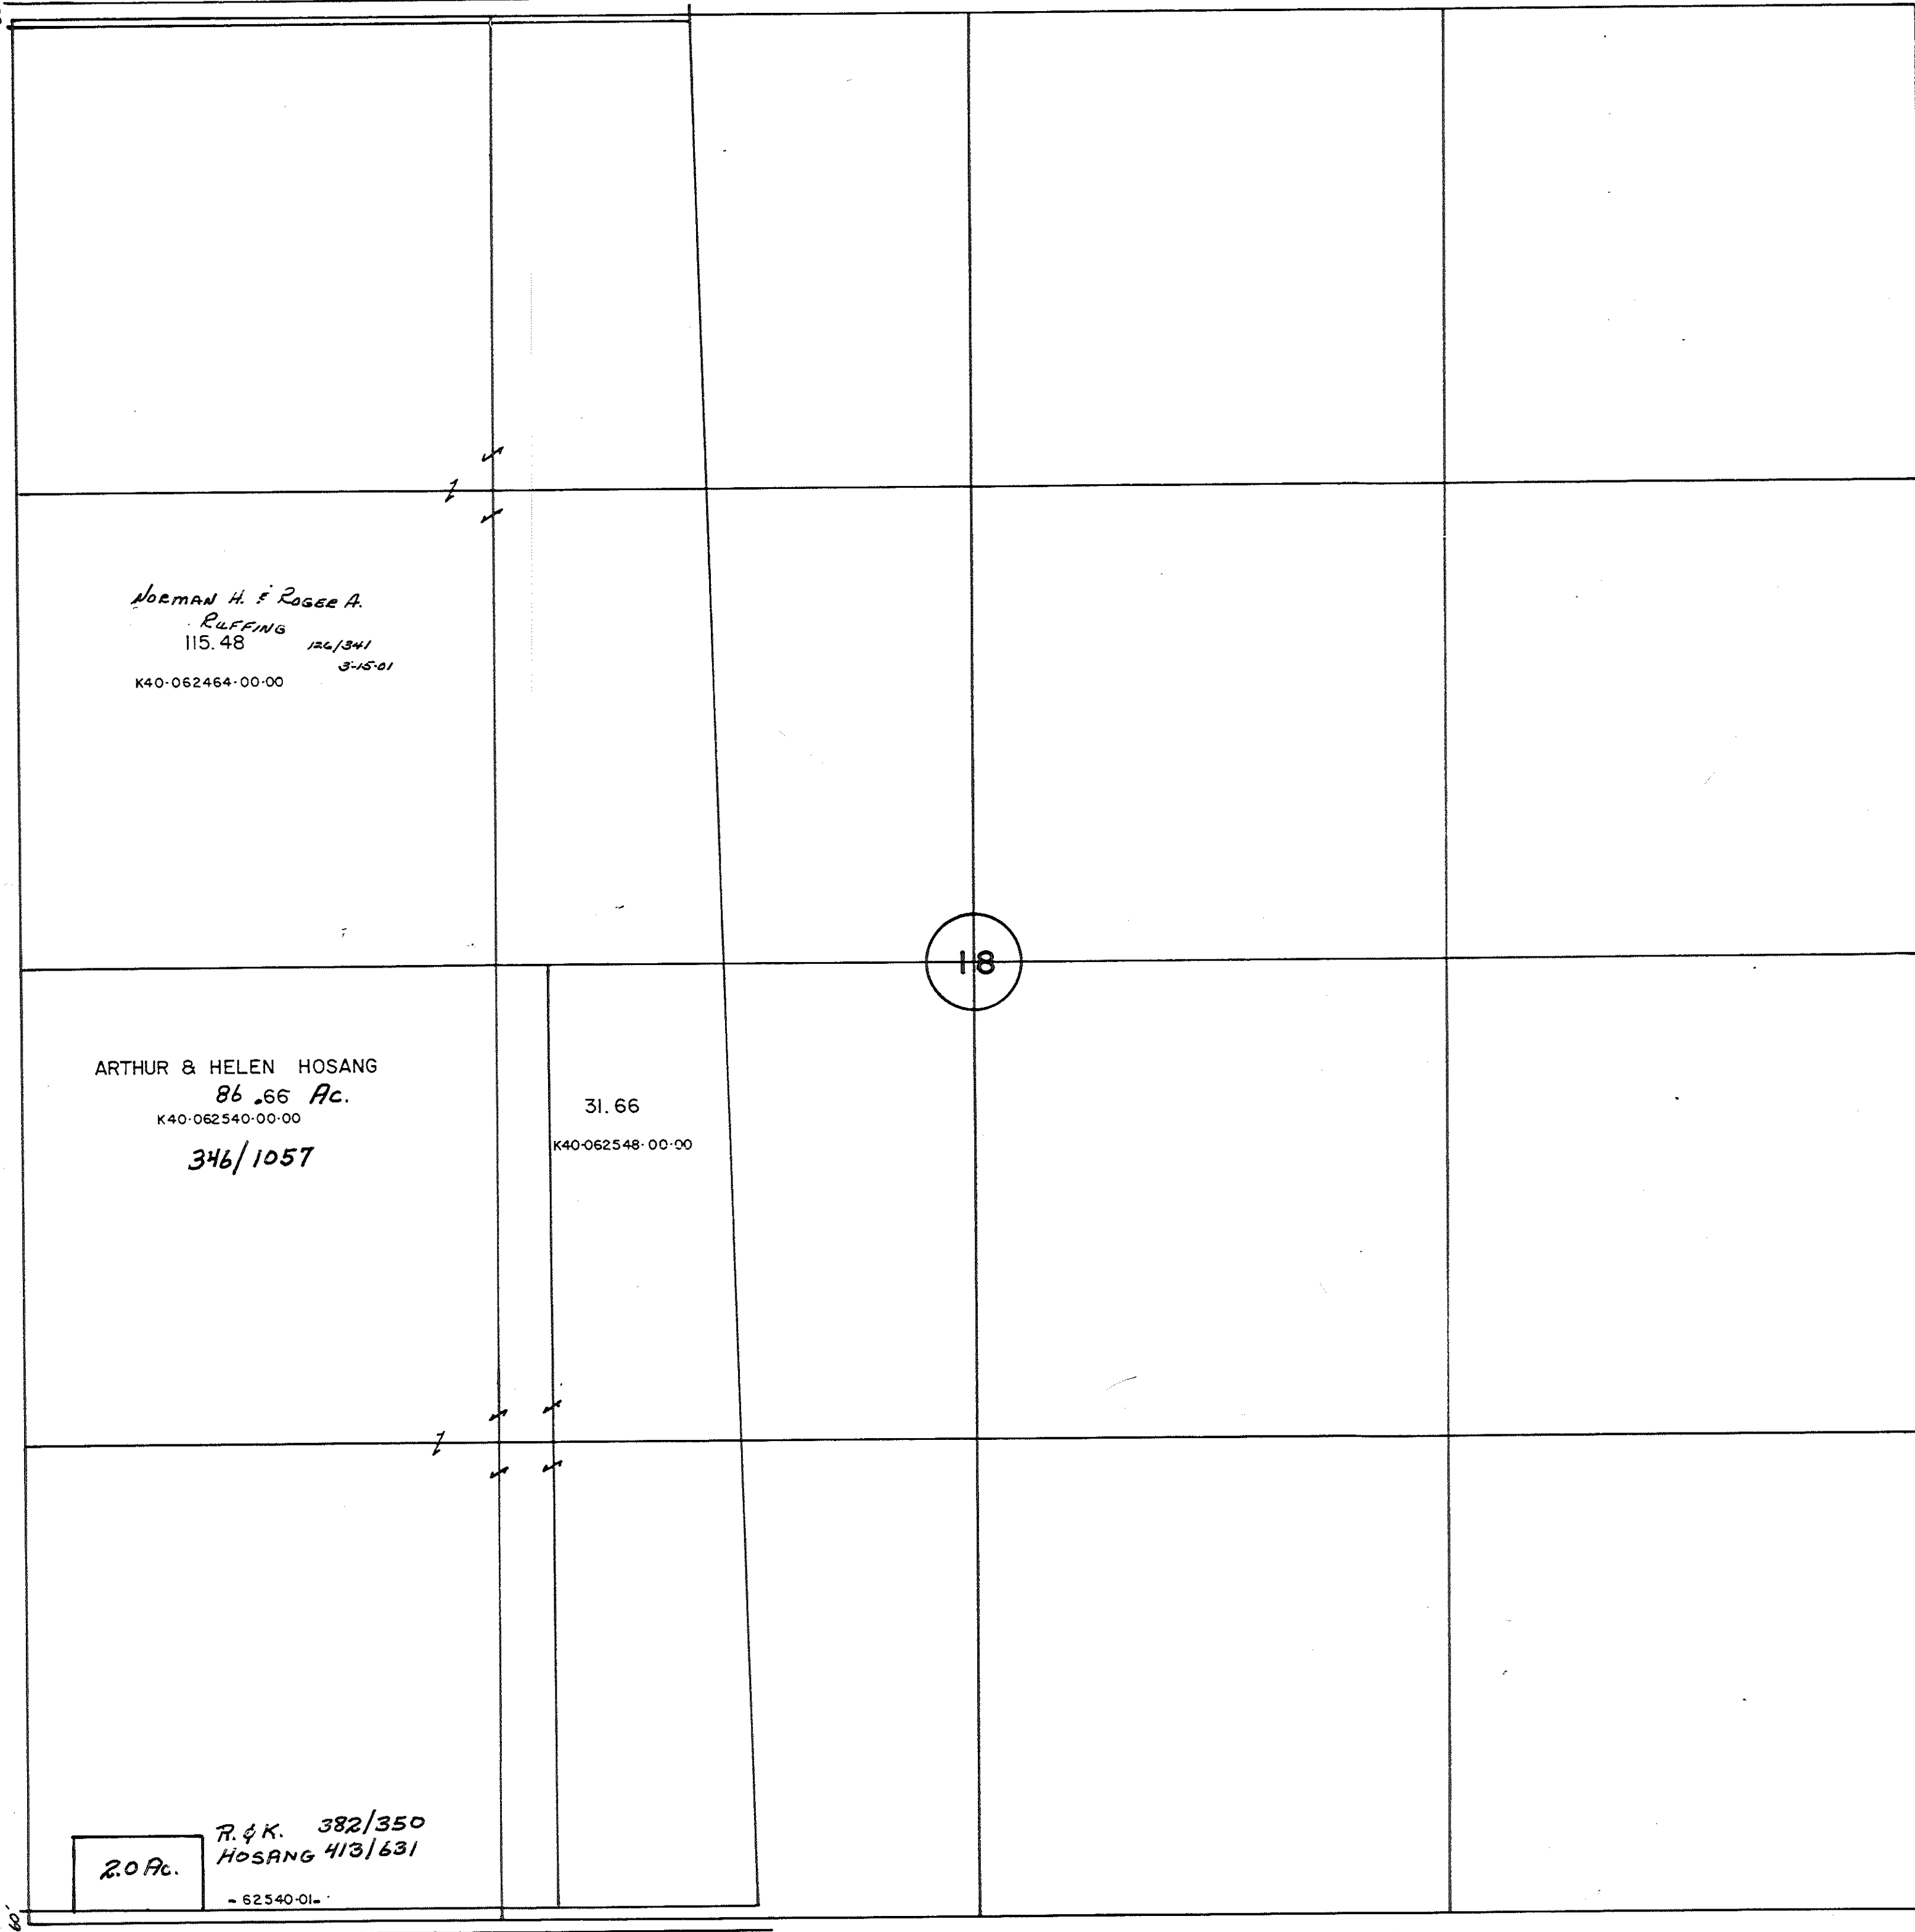 NORMAN H. & ROGER A.
RUFFING
115.48 126/341
3-15-01
K40-062464-00-00
18
ARTHUR & HELEN HOSANG
86.66 Ac.
K40-062540-00-00
346/1057
31.66
K40-062548-00-00
R. & K. 382/350
HOSANG 413/631
2.0 Ac.
- 62540-01-
60'